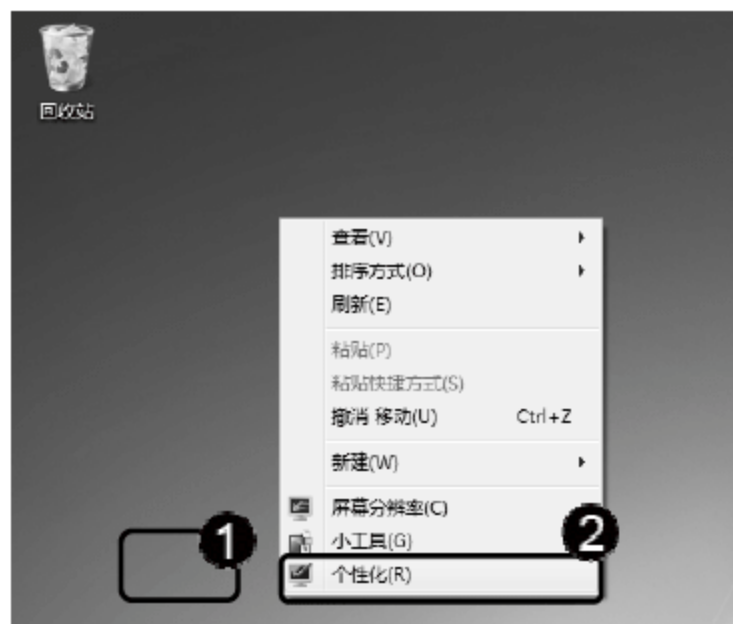 回收站
查看(V)
排序方式(O)
刷新(E)
粘贴(P)
粘贴快捷方式(S)
撤消 移动(U) Ctrl+Z
新建(W)
屏幕分辨率(C)
小工具(G)
个性化(R)
1
2